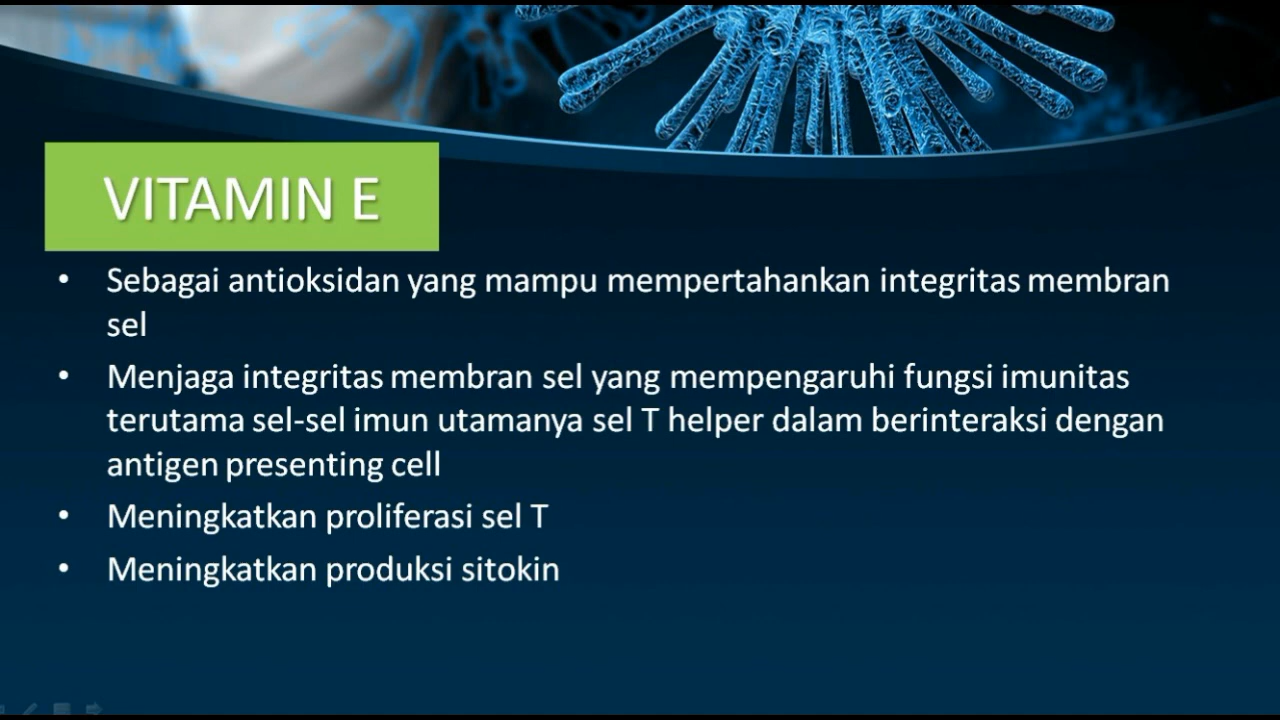 VITAMIN E
• Sebagai antioksidan yang mampu mempertahankan integritas membran
sel
• Menjaga integritas membran sel yang mempengaruhi fungsi imunitas
terutama sel-sel imun utamanya sel T helper dalam berinteraksi dengan
antigen presenting cell
• Meningkatkan proliferasi sel T
• Meningkatkan produksi sitokin